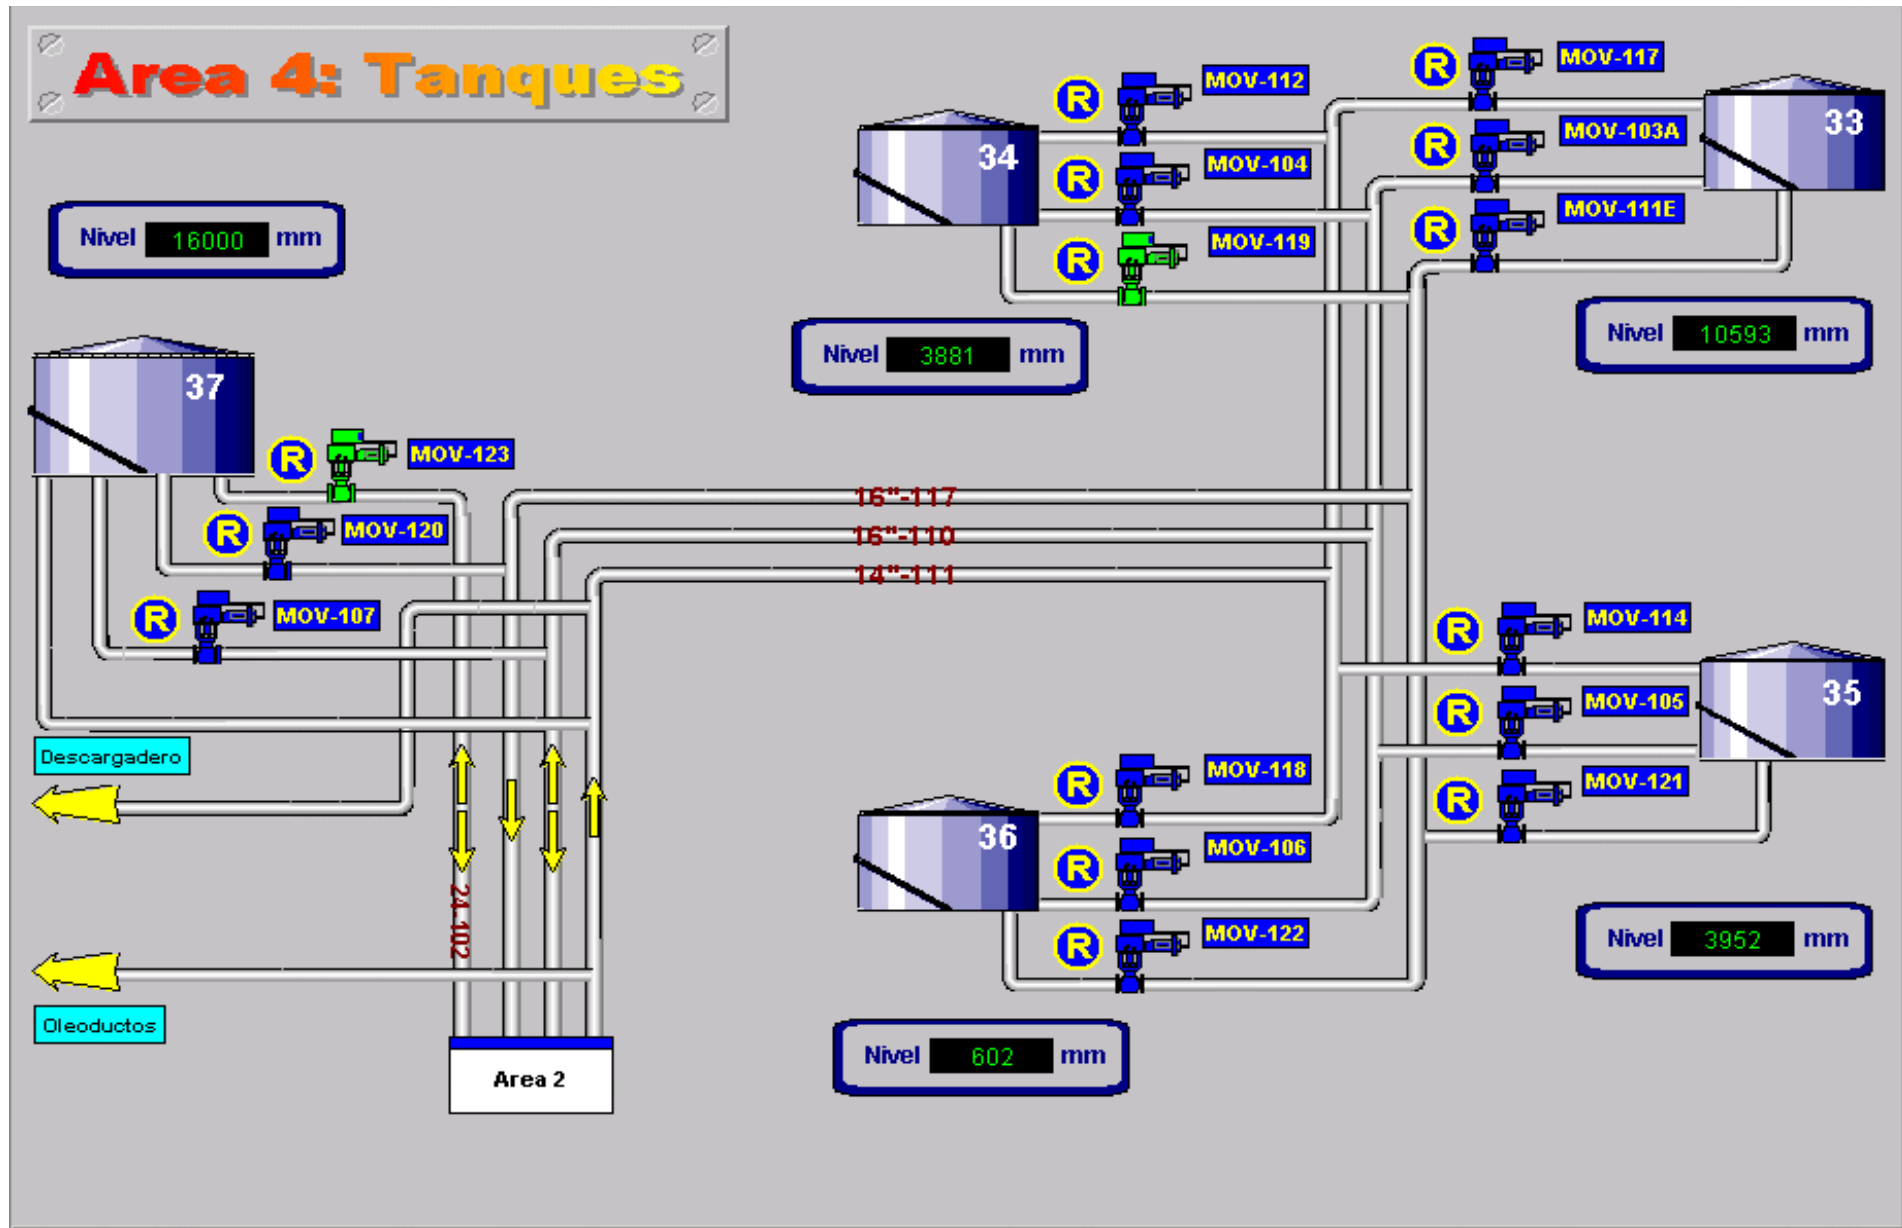 Area 4: Tanques
R MOV-112
R MOV-104
R MOV-119
34
Nivel 3881 mm
R MOV-117
R MOV-103A
R MOV-111E
33
Nivel 10593 mm
Nivel 16000 mm
37
R MOV-123
R MOV-120
R MOV-107
16"-117
16"-110
14"-111
Descargadero
24-102
Oleoductos
Area 2
R MOV-114
R MOV-105
R MOV-121
35
Nivel 3952 mm
R MOV-118
R MOV-106
R MOV-122
36
Nivel 602 mm